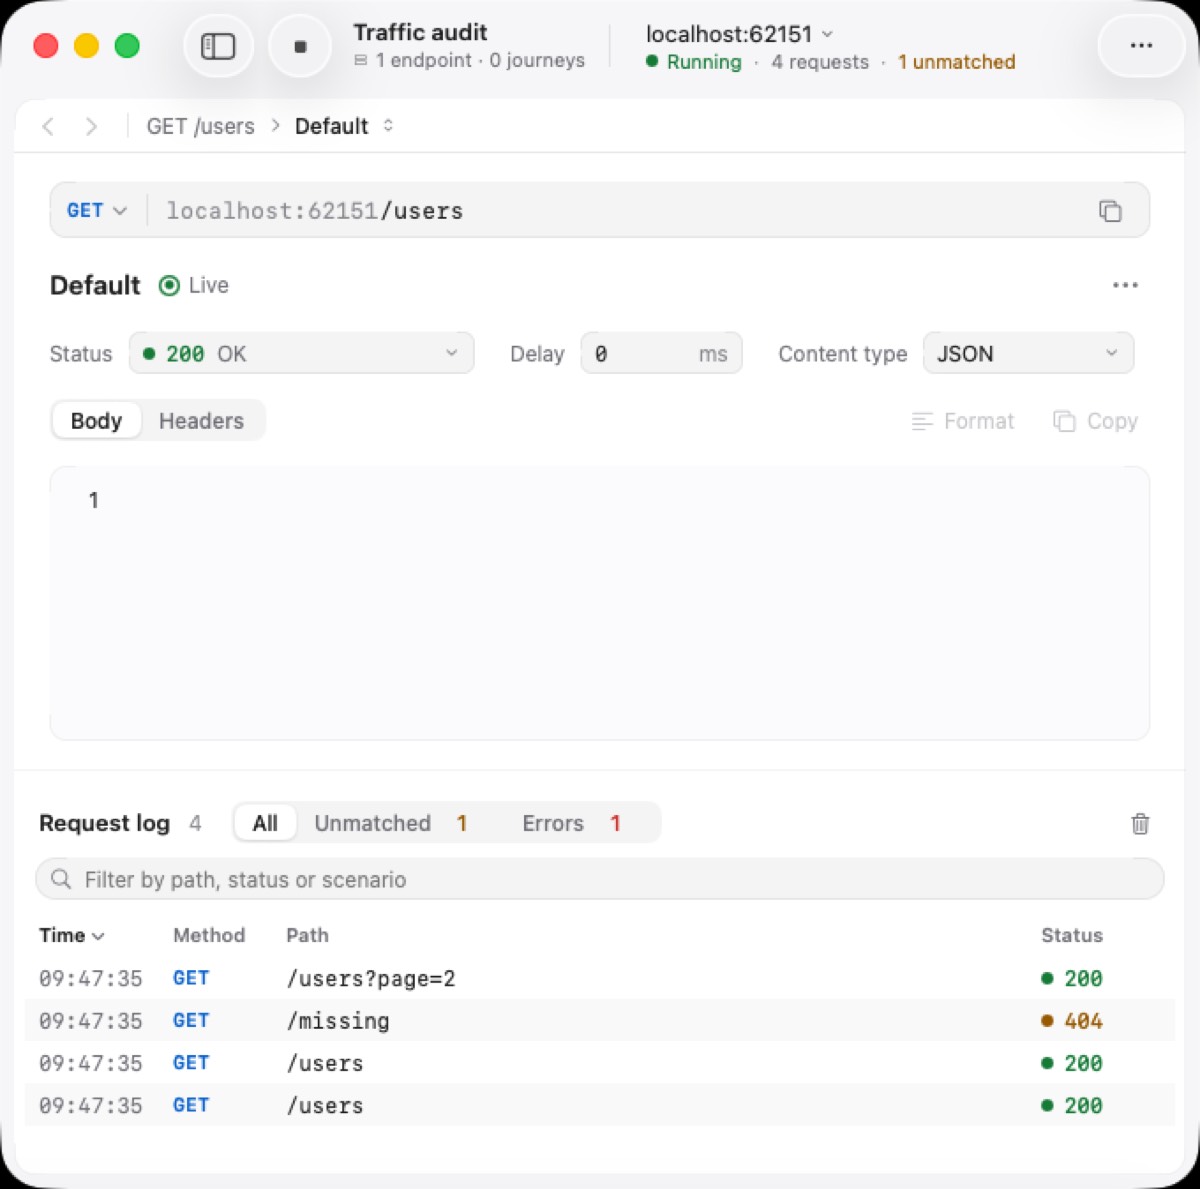 Traffic audit
1 endpoint · 0 journeys
localhost:62151
Running · 4 requests · 1 unmatched
GET /users > Default
GET localhost:62151/users
Default Live
Status 200 OK Delay 0 ms Content type JSON
Body Headers Format Copy
1
Request log 4 All Unmatched 1 Errors 1
Filter by path, status or scenario
Time Method Path Status
09:47:35 GET /users?page=2 200
09:47:35 GET /missing 404
09:47:35 GET /users 200
09:47:35 GET /users 200